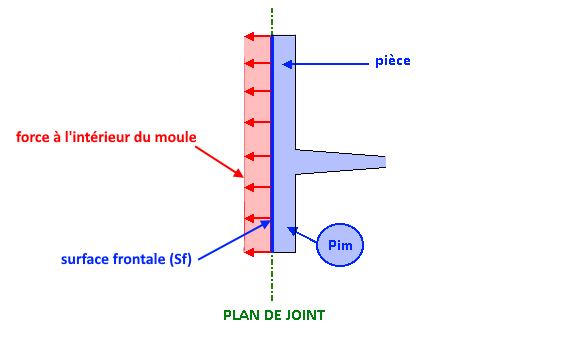 pièce
force à l'intérieur du moule
surface frontale (Sf)
Pim
PLAN DE JOINT